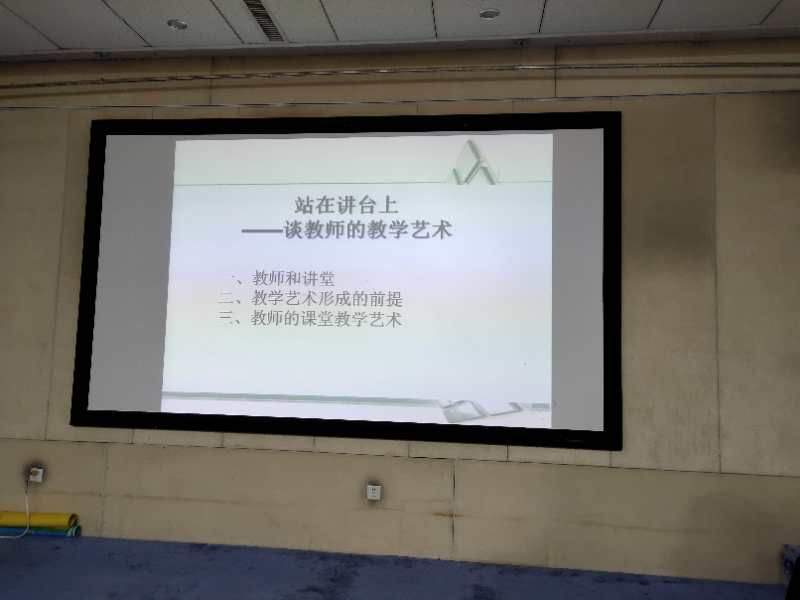 站在讲台上
——谈教师的教学艺术
一、教师和讲堂
二、教学艺术形成的前提
三、教师的课堂教学艺术